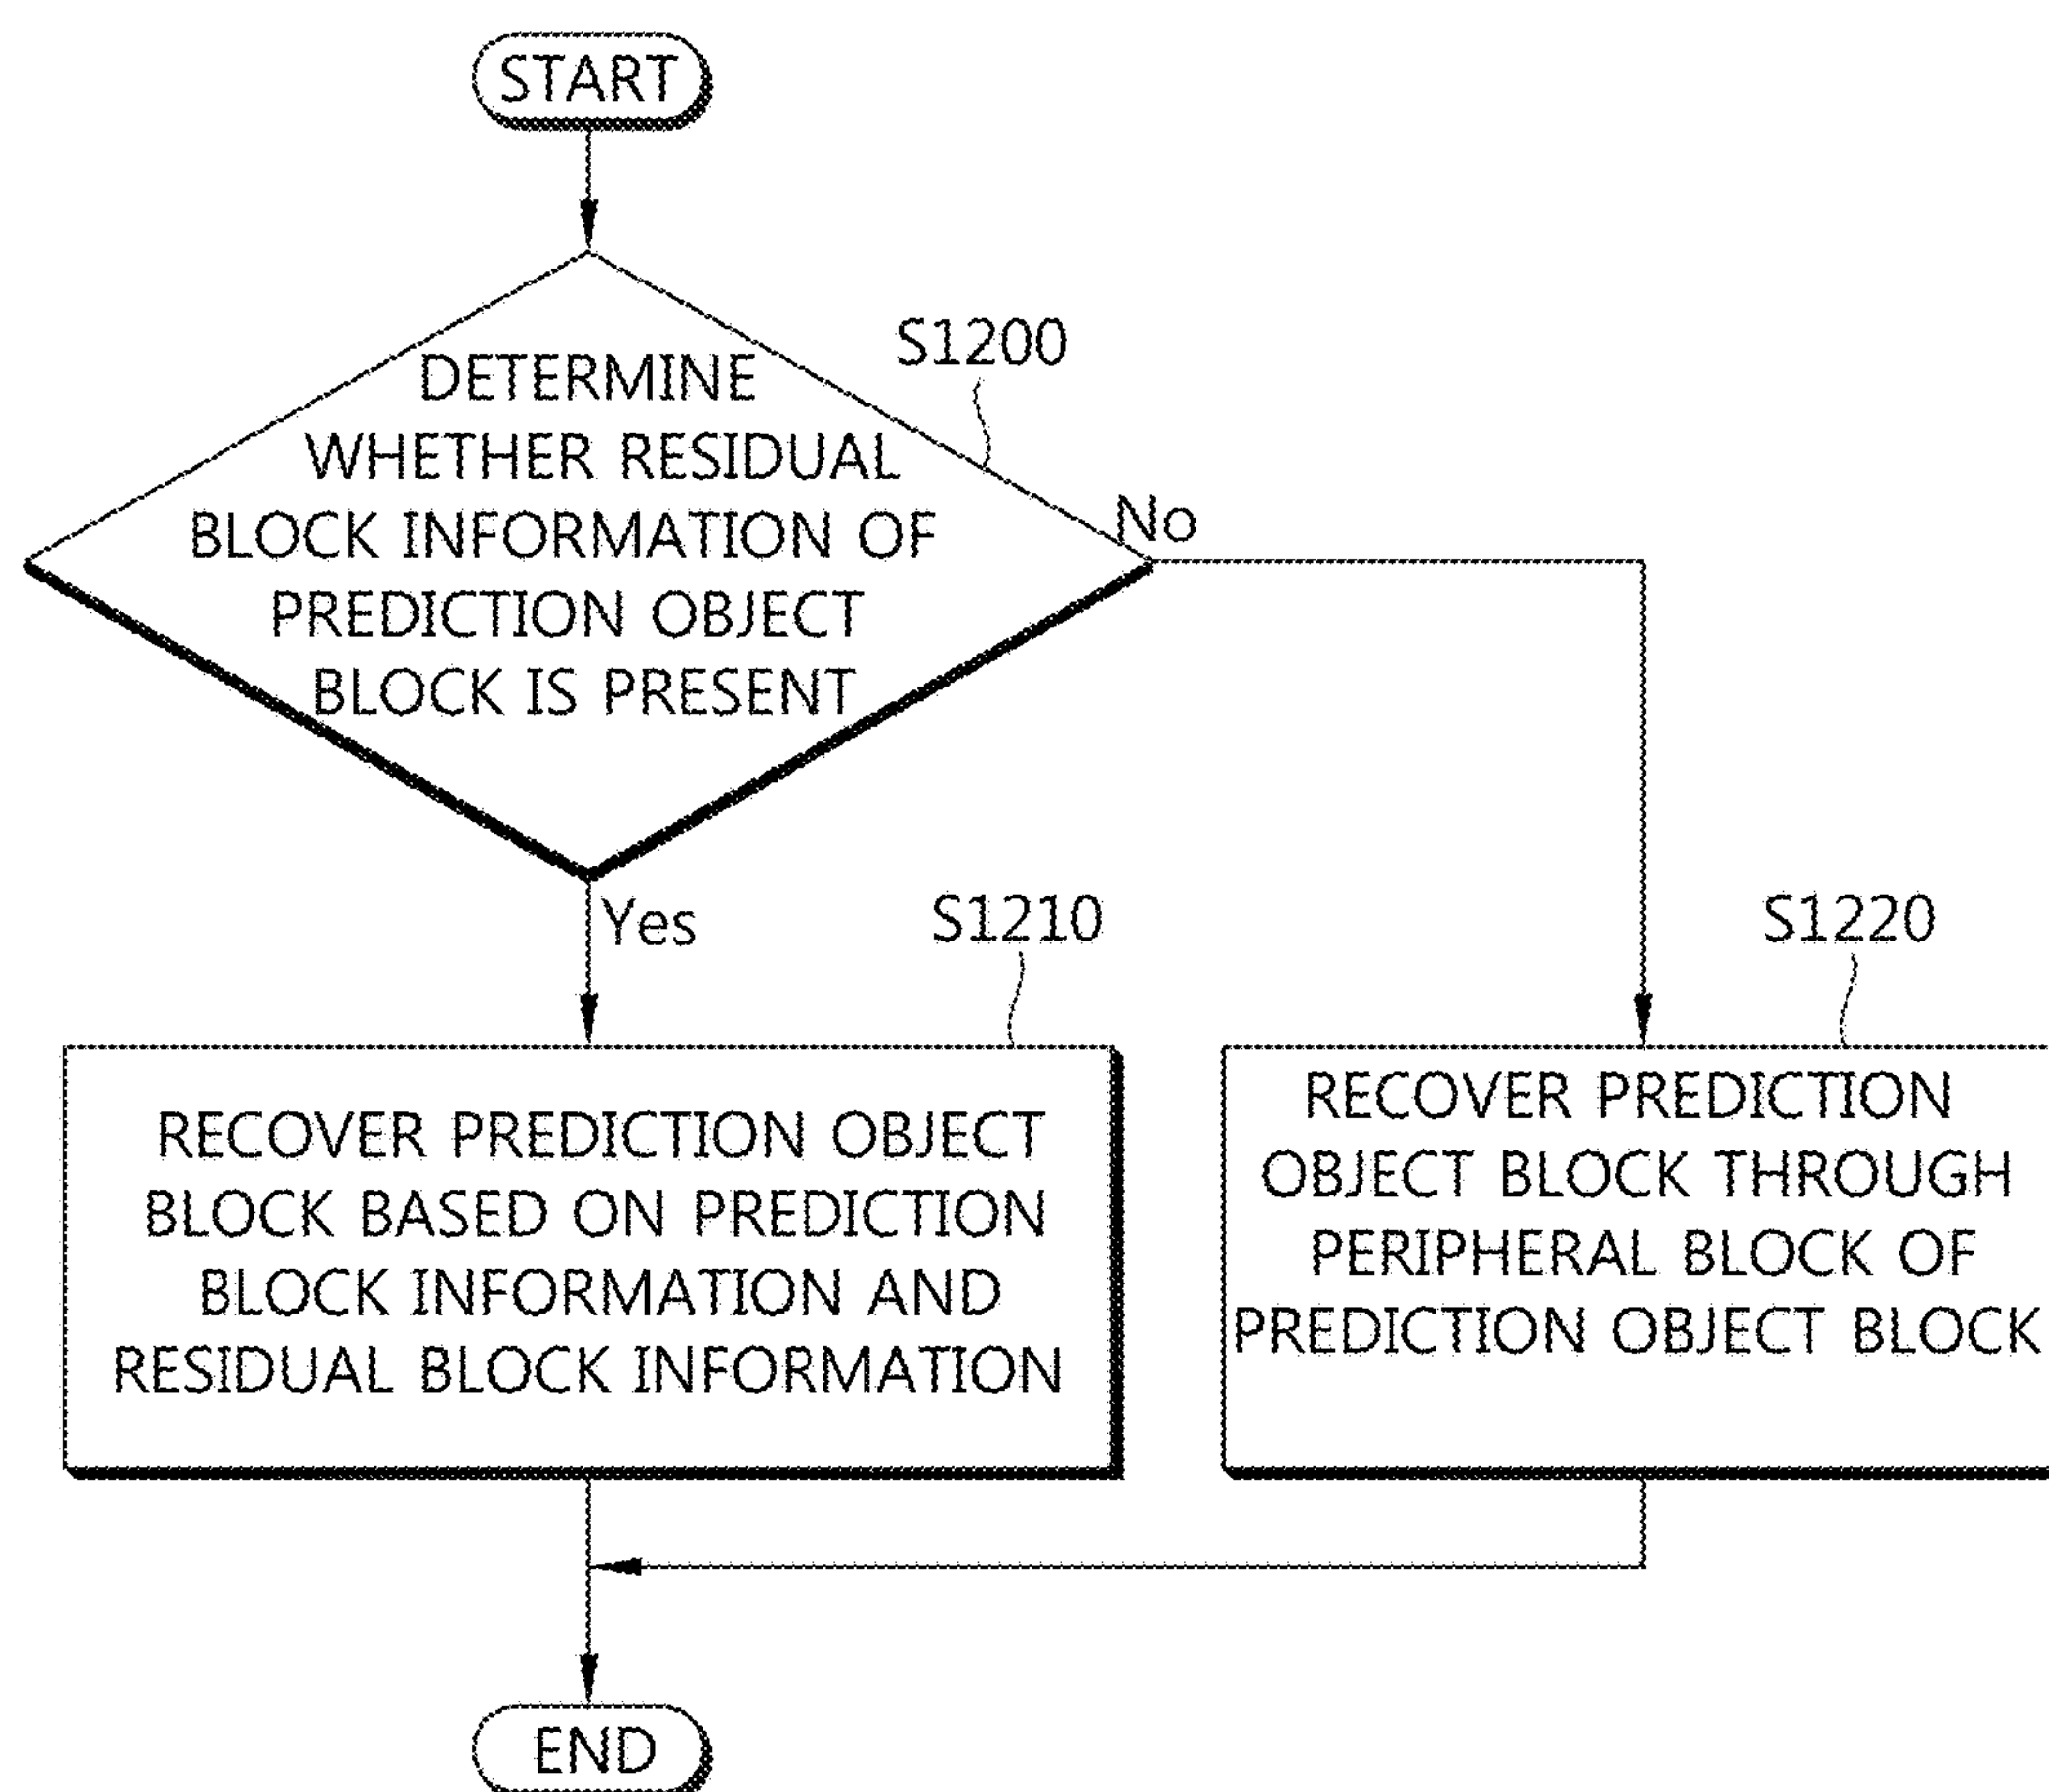 START
S1200
DETERMINE
WHETHER RESIDUAL
BLOCK INFORMATION OF
PREDICTION OBJECT
BLOCK IS PRESENT
No
Yes
S1210
RECOVER PREDICTION OBJECT
BLOCK BASED ON PREDICTION
BLOCK INFORMATION AND
RESIDUAL BLOCK INFORMATION
S1220
RECOVER PREDICTION
OBJECT BLOCK THROUGH
PERIPHERAL BLOCK OF
PREDICTION OBJECT BLOCK
END